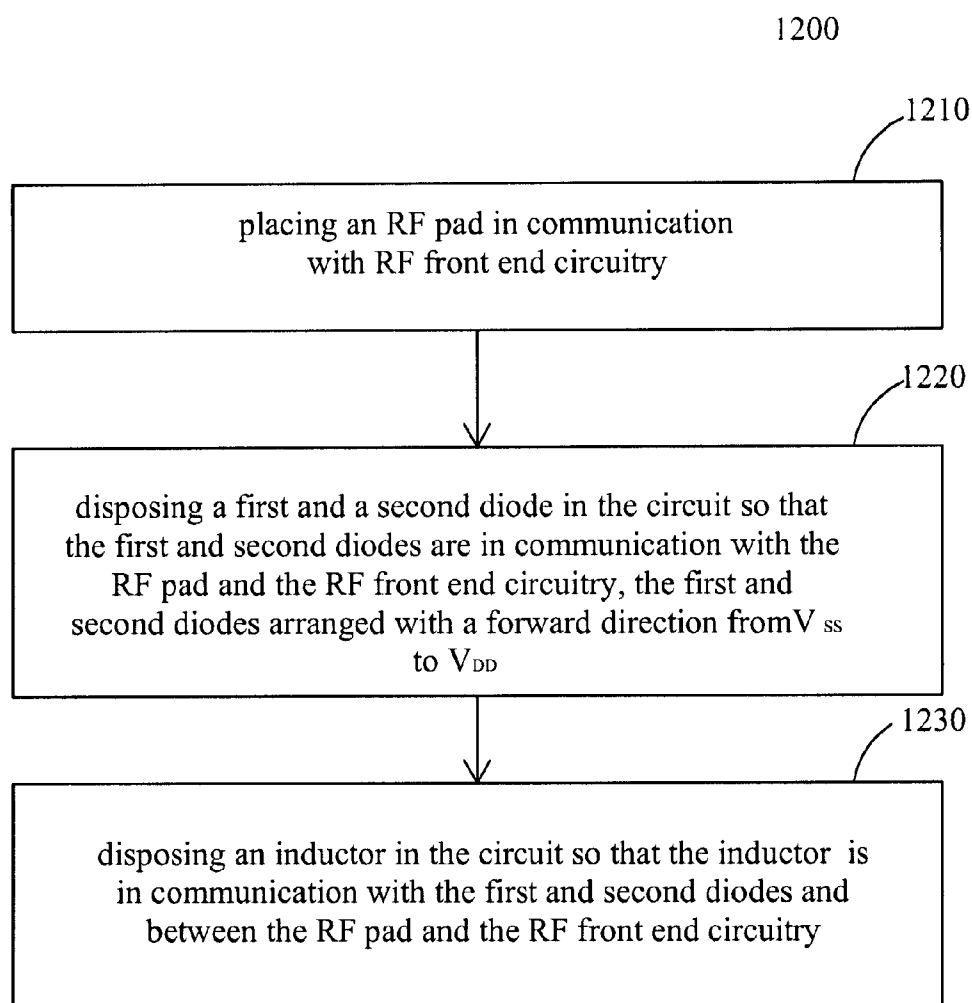 1200
1210
placing an RF pad in communication
with RF front end circuitry
1220
disposing a first and a second diode in the circuit so that
the first and second diodes are in communication with the
RF pad and the RF front end circuitry, the first and
second diodes arranged with a forward direction fromV ss
to VDD
1230
disposing an inductor in the circuit so that the inductor is
in communication with the first and second diodes and
between the RF pad and the RF front end circuitry